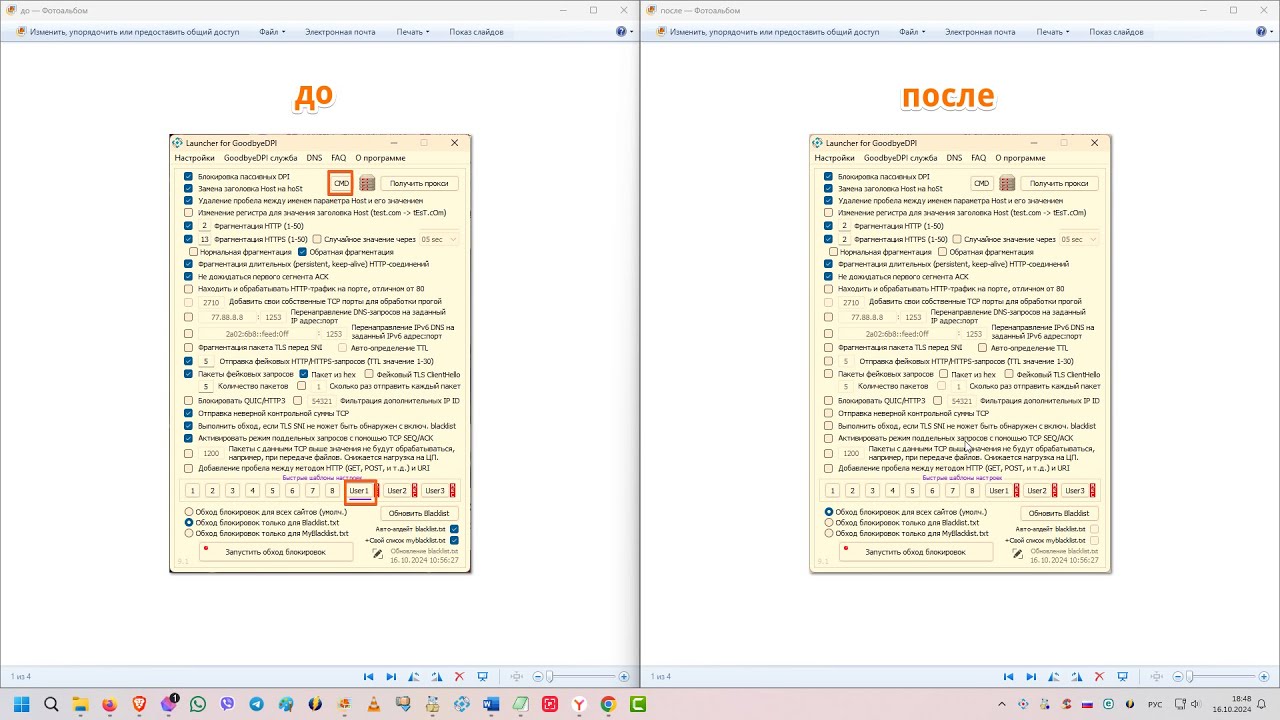 до — Фотоальбом
Изменить, упорядочить или предоставить общий доступ Файл Электронная почта Печать Показ слайдов
до
Launcher for GoodbyeDPI
Настройки GoodbyeDPI служба DNS FAQ О программе
Блокировка пассивных DPI
CMD Получить прокси
Замена заголовка Host на hoSt
Удаление пробела между именем параметра Host и его значением
Изменение регистра для значения заголовка Host (test.com -> tEsT.cOm)
2 Фрагментация HTTP (1-50)
13 Фрагментация HTTPS (1-50) Случайное значение через 05 sec
Нормальная фрагментация Обратная фрагментация
Фрагментация длительных (persistent, keep-alive) HTTP-соединений
Не дожидаться первого сегмента ACK
Находить и обрабатывать HTTP-трафик на порте, отличном от 80
2710 Добавить свои собственные TCP порты для обработки прогой
77.88.8.8 : 1253 Перенаправление DNS-запросов на заданный
IP адрес:порт
2a02:6b8::feed:0ff : 1253 Перенаправление IPv6 DNS на
заданный IPv6 адрес:порт
Фрагментация пакета TLS перед SNI Авто-определение TTL
5 Отправка фейковых HTTP/HTTPS-запросов (TTL значение 1-30)
Пакеты фейковых запросов Пакет из hex Фейковый TLS ClientHello
5 Количество пакетов 1 Сколько раз отправить каждый пакет
Блокировать QUIC/HTTP3 54321 Фильтрация дополнительных IP ID
Отправка неверной контрольной суммы TCP
Выполнить обход, если TLS SNI не может быть обнаружен с включ. blacklist
Активировать режим поддельных запросов с помощью TCP SEQ/ACK
1200 Пакеты с данными TCP выше значения не будут обрабатываться,
например, при передаче файлов. Снижается нагрузка на ЦП.
Добавление пробела между методом HTTP (GET, POST, и т.д.) и URI
Быстрые шаблоны настроек
1 2 3 4 5 6 7 8 User1 User2 User3
Обход блокировок для всех сайтов (умолч.)
Обновить Blacklist
Обход блокировок только для Blacklist.txt
Авто-апдейт blacklist.txt
Обход блокировок только для MyBlacklist.txt
+Свой список myblacklist.txt
Запустить обход блокировок
Обновление blacklist.txt
16.10.2024 10:56:27
1 из 4
после — Фотоальбом
Изменить, упорядочить или предоставить общий доступ Файл Электронная почта Печать Показ слайдов
после
Launcher for GoodbyeDPI
Настройки GoodbyeDPI служба DNS FAQ О программе
Блокировка пассивных DPI
CMD Получить прокси
Замена заголовка Host на hoSt
Удаление пробела между именем параметра Host и его значением
Изменение регистра для значения заголовка Host (test.com -> tEsT.cOm)
2 Фрагментация HTTP (1-50)
2 Фрагментация HTTPS (1-50) Случайное значение через 05 sec
Нормальная фрагментация Обратная фрагментация
Фрагментация длительных (persistent, keep-alive) HTTP-соединений
Не дожидаться первого сегмента ACK
Находить и обрабатывать HTTP-трафик на порте, отличном от 80
2710 Добавить свои собственные TCP порты для обработки прогой
77.88.8.8 : 1253 Перенаправление DNS-запросов на заданный
IP адрес:порт
2a02:6b8::feed:0ff : 1253 Перенаправление IPv6 DNS на
заданный IPv6 адрес:порт
Фрагментация пакета TLS перед SNI Авто-определение TTL
5 Отправка фейковых HTTP/HTTPS-запросов (TTL значение 1-30)
Пакеты фейковых запросов Пакет из hex Фейковый TLS ClientHello
5 Количество пакетов 1 Сколько раз отправить каждый пакет
Блокировать QUIC/HTTP3 54321 Фильтрация дополнительных IP ID
Отправка неверной контрольной суммы TCP
Выполнить обход, если TLS SNI не может быть обнаружен с включ. blacklist
Активировать режим поддельных запросов с помощью TCP SEQ/ACK
1200 Пакеты с данными TCP выше значения не будут обрабатываться,
например, при передаче файлов. Снижается нагрузка на ЦП.
Добавление пробела между методом HTTP (GET, POST, и т.д.) и URI
Быстрые шаблоны настроек
1 2 3 4 5 6 7 8 User1 User2 User3
Обход блокировок для всех сайтов (умолч.)
Обновить Blacklist
Обход блокировок только для Blacklist.txt
Авто-апдейт blacklist.txt
Обход блокировок только для MyBlacklist.txt
+Свой список myblacklist.txt
Запустить обход блокировок
Обновление blacklist.txt
16.10.2024 10:56:27
1 из 4
1
РУС 18:48
16.10.2024